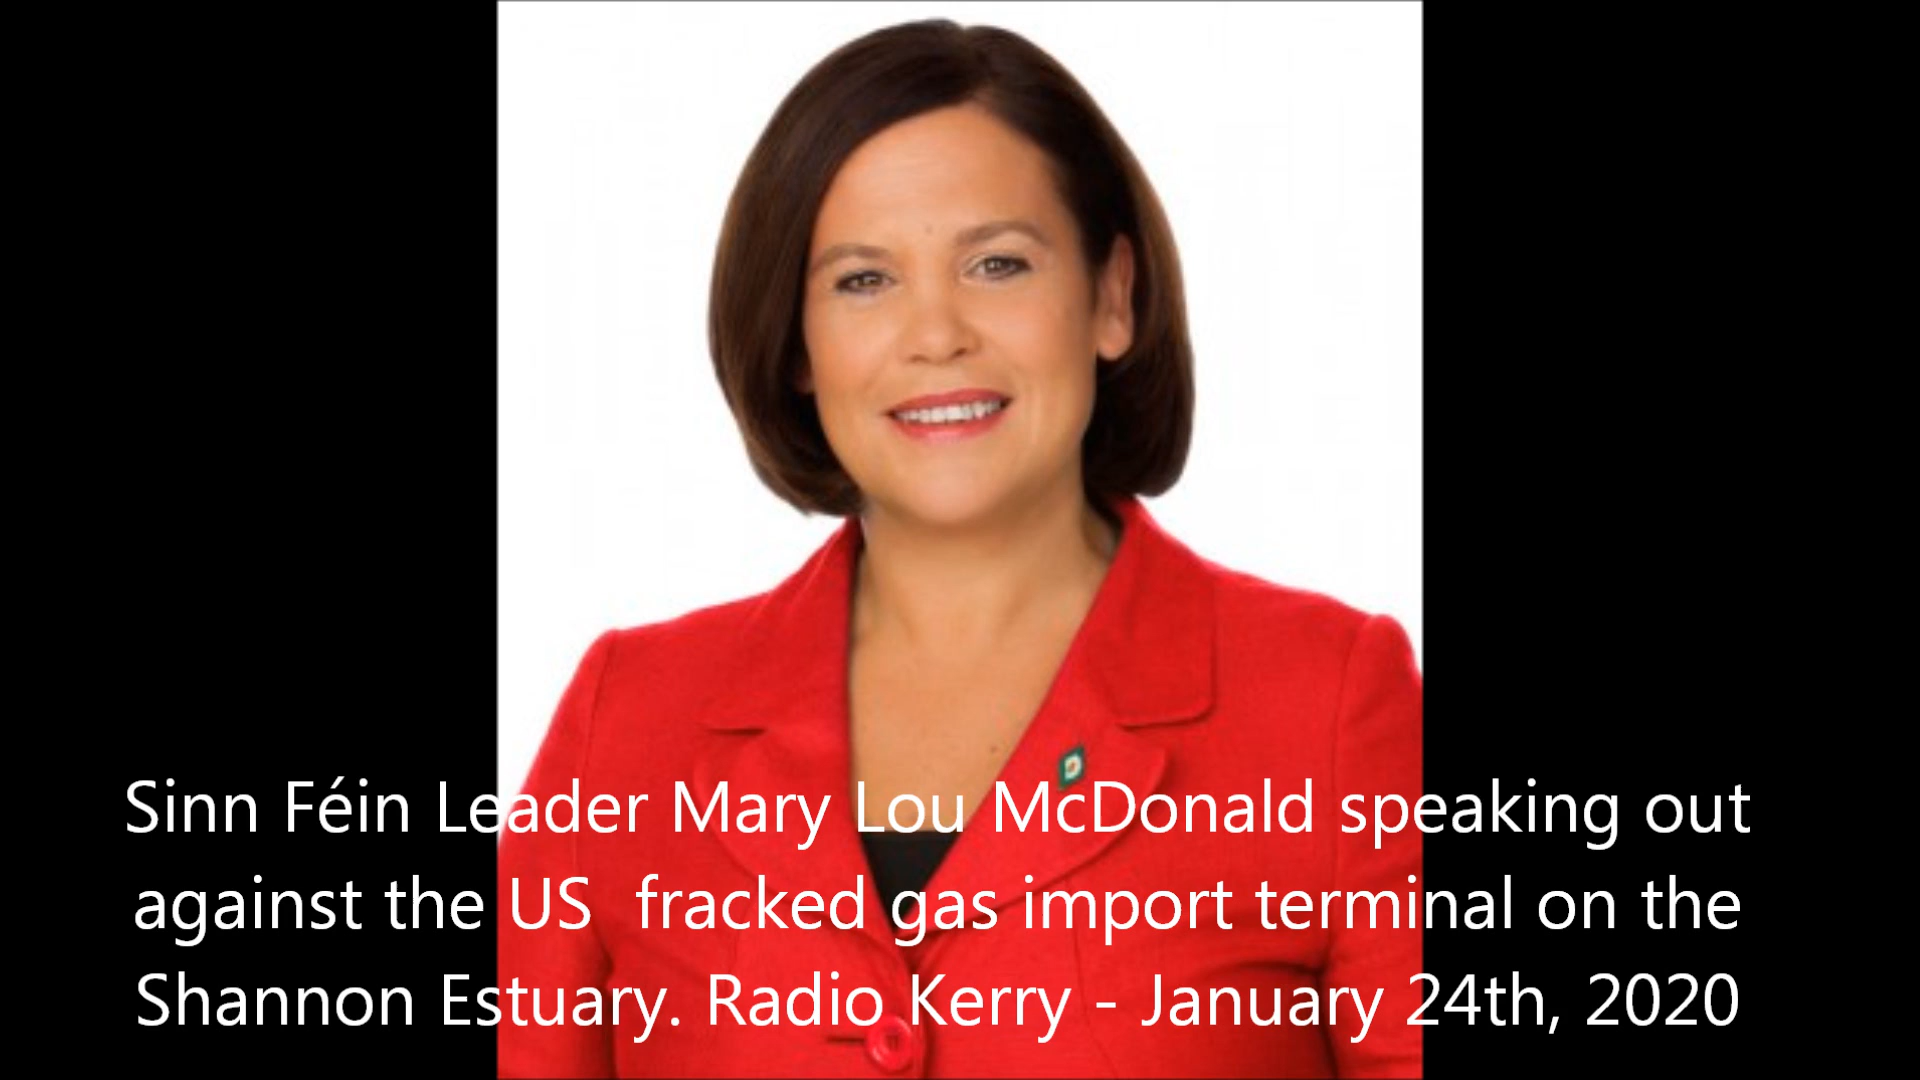 Sinn Féin Leader Mary Lou McDonald speaking out
against the US  fracked gas import terminal on the
Shannon Estuary. Radio Kerry - January 24th, 2020